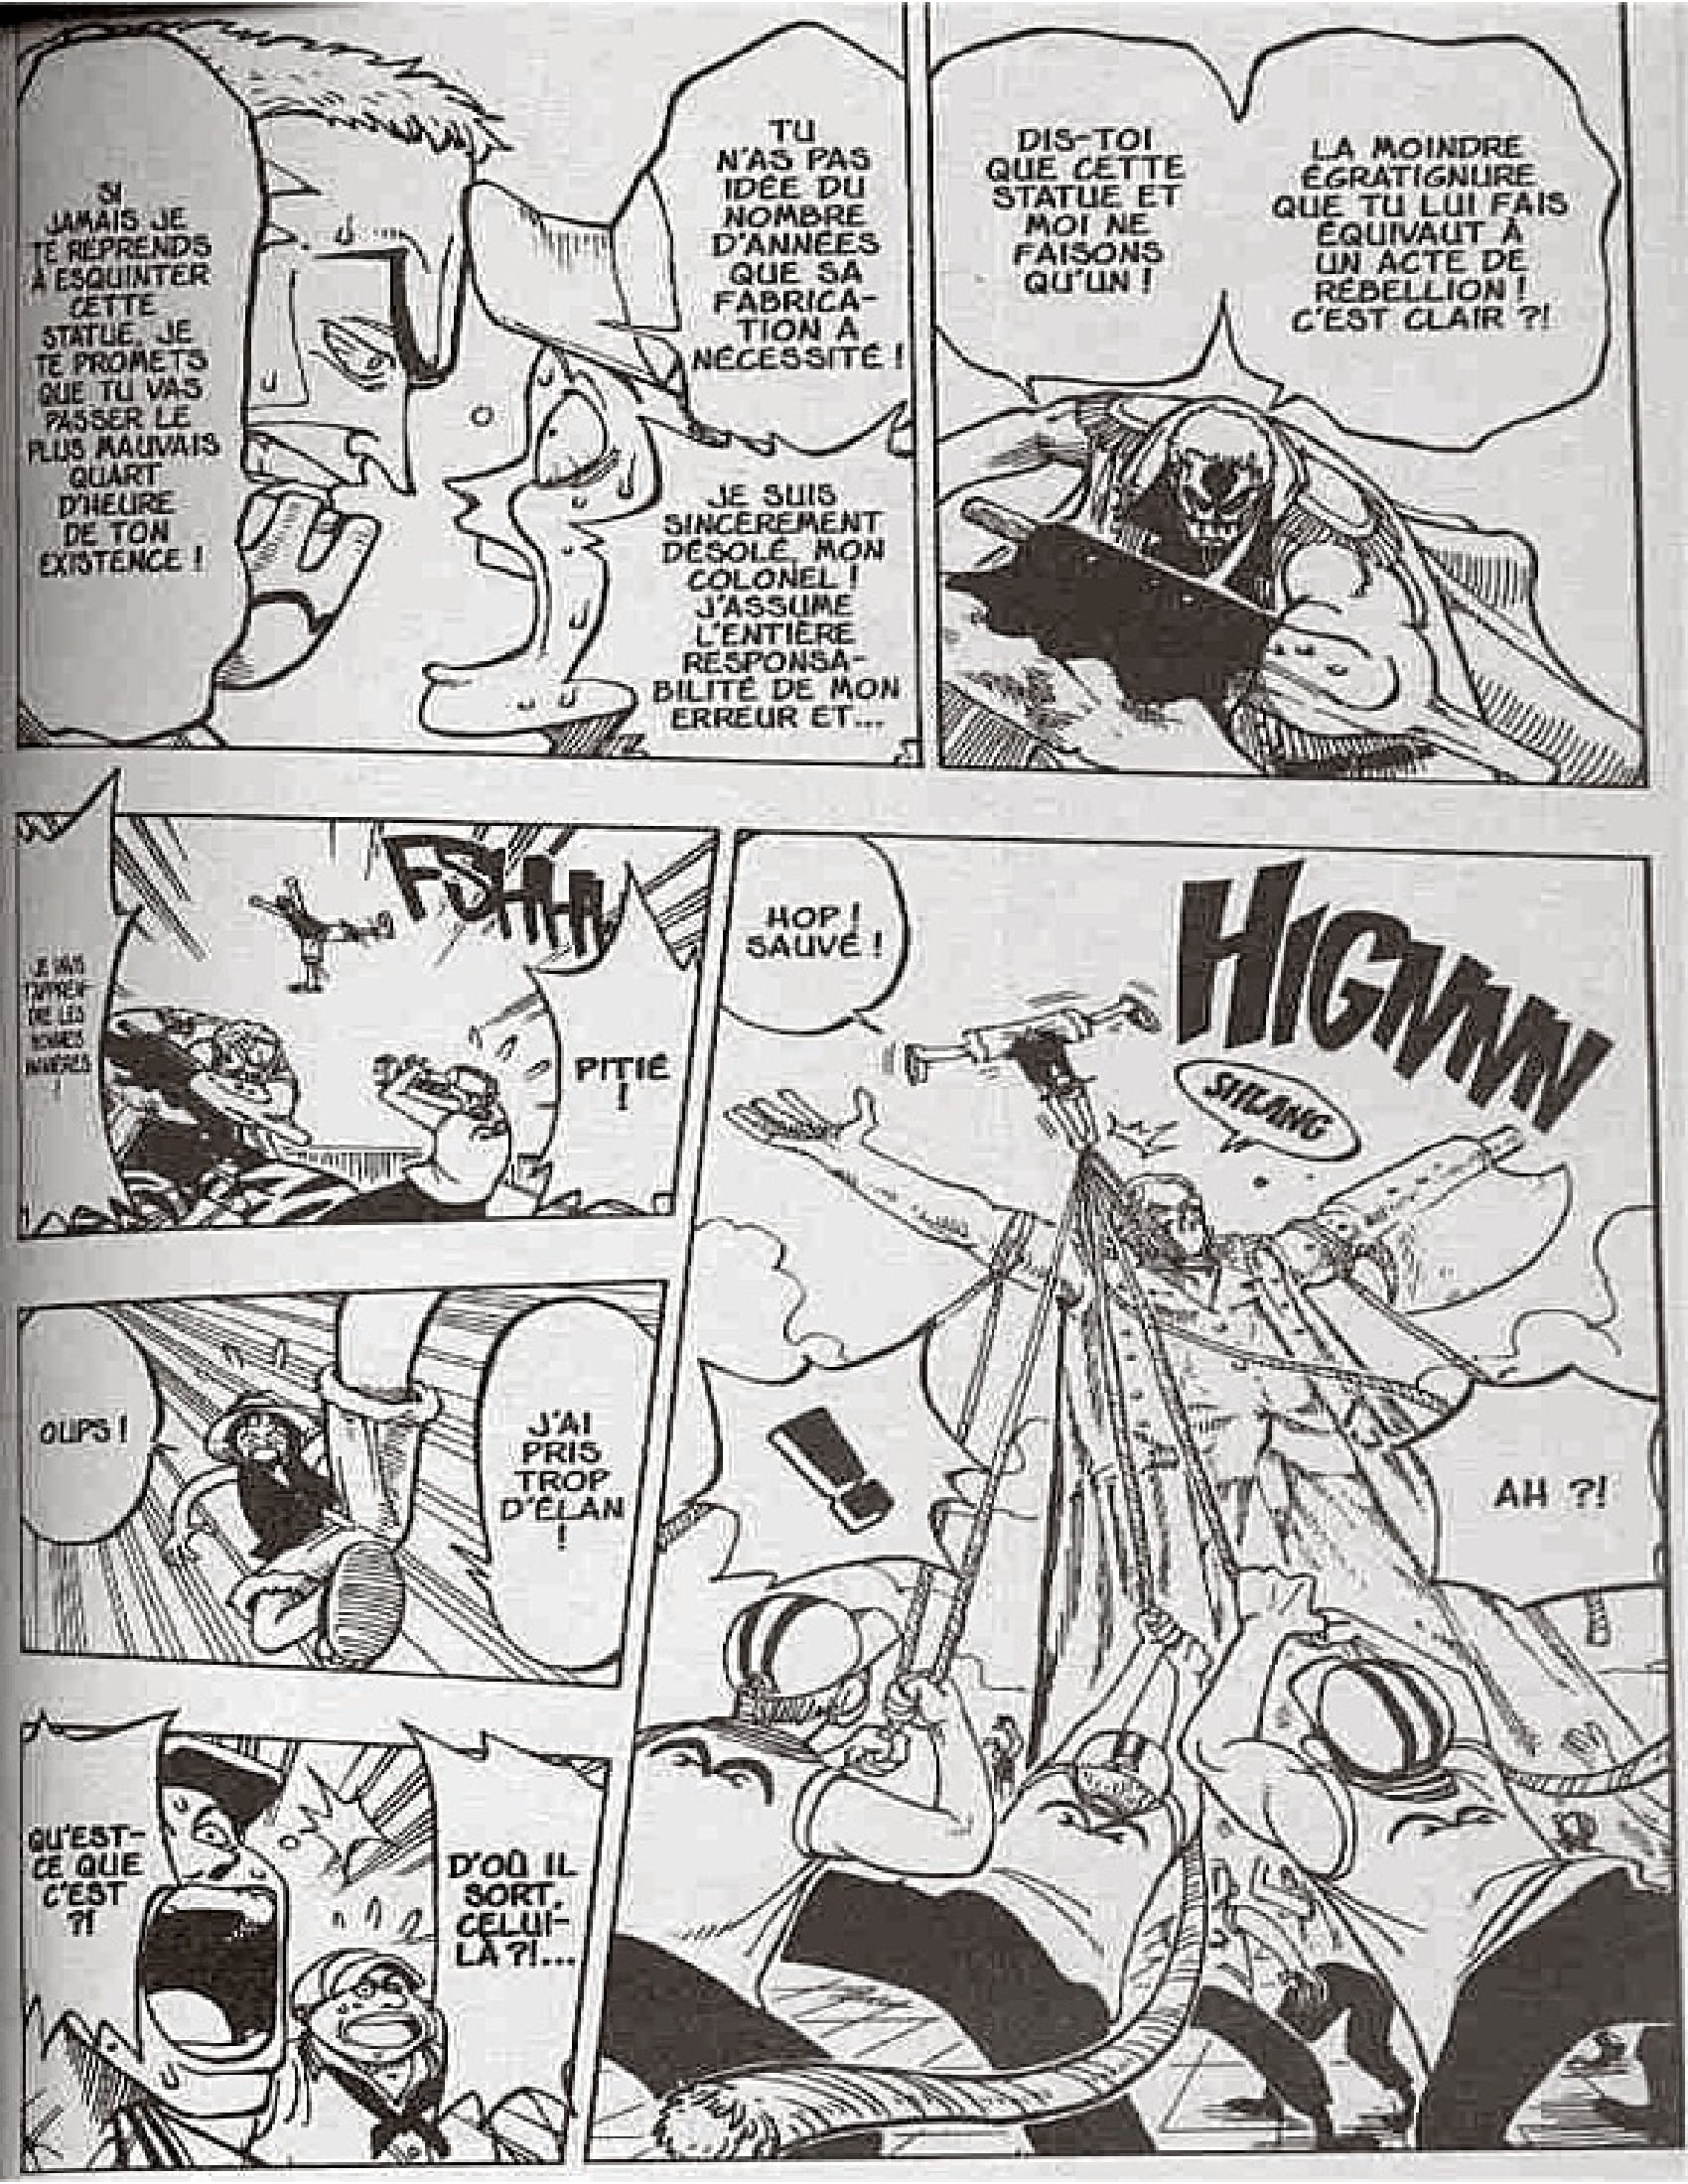 LA MOINDRE
ÉGRATIGNURE
QUE TU LUI FAIS
ÉQUIVAUT À
UN ACTE DE
RÉBELLION !
C'EST CLAIR ?!
DIS-TOI
QUE CETTE
STATUE ET
MOI NE
FAISONS
QU'UN !
TU
N'AS PAS
IDÉE DU
NOMBRE
D'ANNÉES
QUE SA
FABRICA-
TION A
NÉCESSITÉ !
JE SUIS
SINCÈREMENT
DÉSOLÉ, MON
COLONEL !
J'ASSUME
L'ENTIÈRE
RESPONSA-
BILITÉ DE MON
ERREUR ET...
SI
JAMAIS JE
TE REPRENDS
À ESQUINTER
CETTE
STATUE, JE
TE PROMETS
QUE TU VAS
PASSER LE
PLUS MAUVAIS
QUART
D'HEURE
DE TON
EXISTENCE !
HIGNNN
SHLANG
HOP !
SAUVÉ !
AH ?!
!
FSHHH
PITIÉ
!
JE VAIS
T'APPREN-
DRE LES
BONNES
MANIÈRES
!
J'AI
PRIS
TROP
D'ÉLAN
!
OUPS !
D'OÙ IL
SORT,
CELUI-
LÀ ?!...
QU'EST-
CE QUE
C'EST
?!